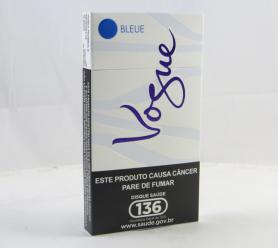 BLEUE
Vogue
ESTE PRODUTO CAUSA CÂNCER
PARE DE FUMAR
DISQUE SAÚDE
136
www.saude.gov.br